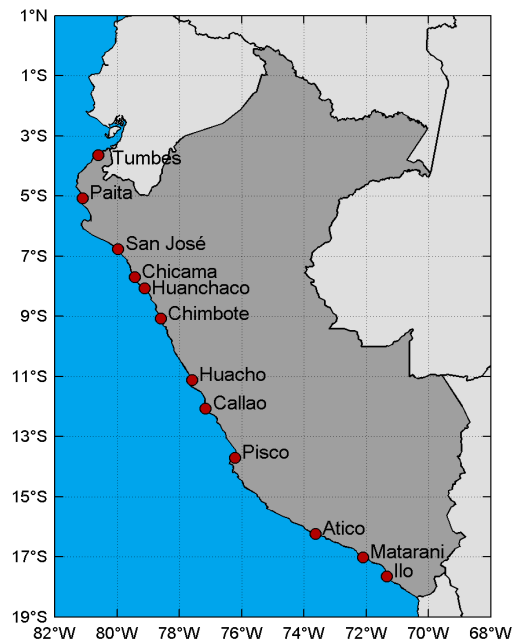 1°N
1°S
3°S
Tumbes
5°S
Paita
7°S
San José
Chicama
Huanchaco
9°S
Chimbote
11°S
Huacho
Callao
13°S
Pisco
15°S
Atico
17°S
Matarani
Ilo
19°S
82°W 80°W 78°W 76°W 74°W 72°W 70°W 68°W